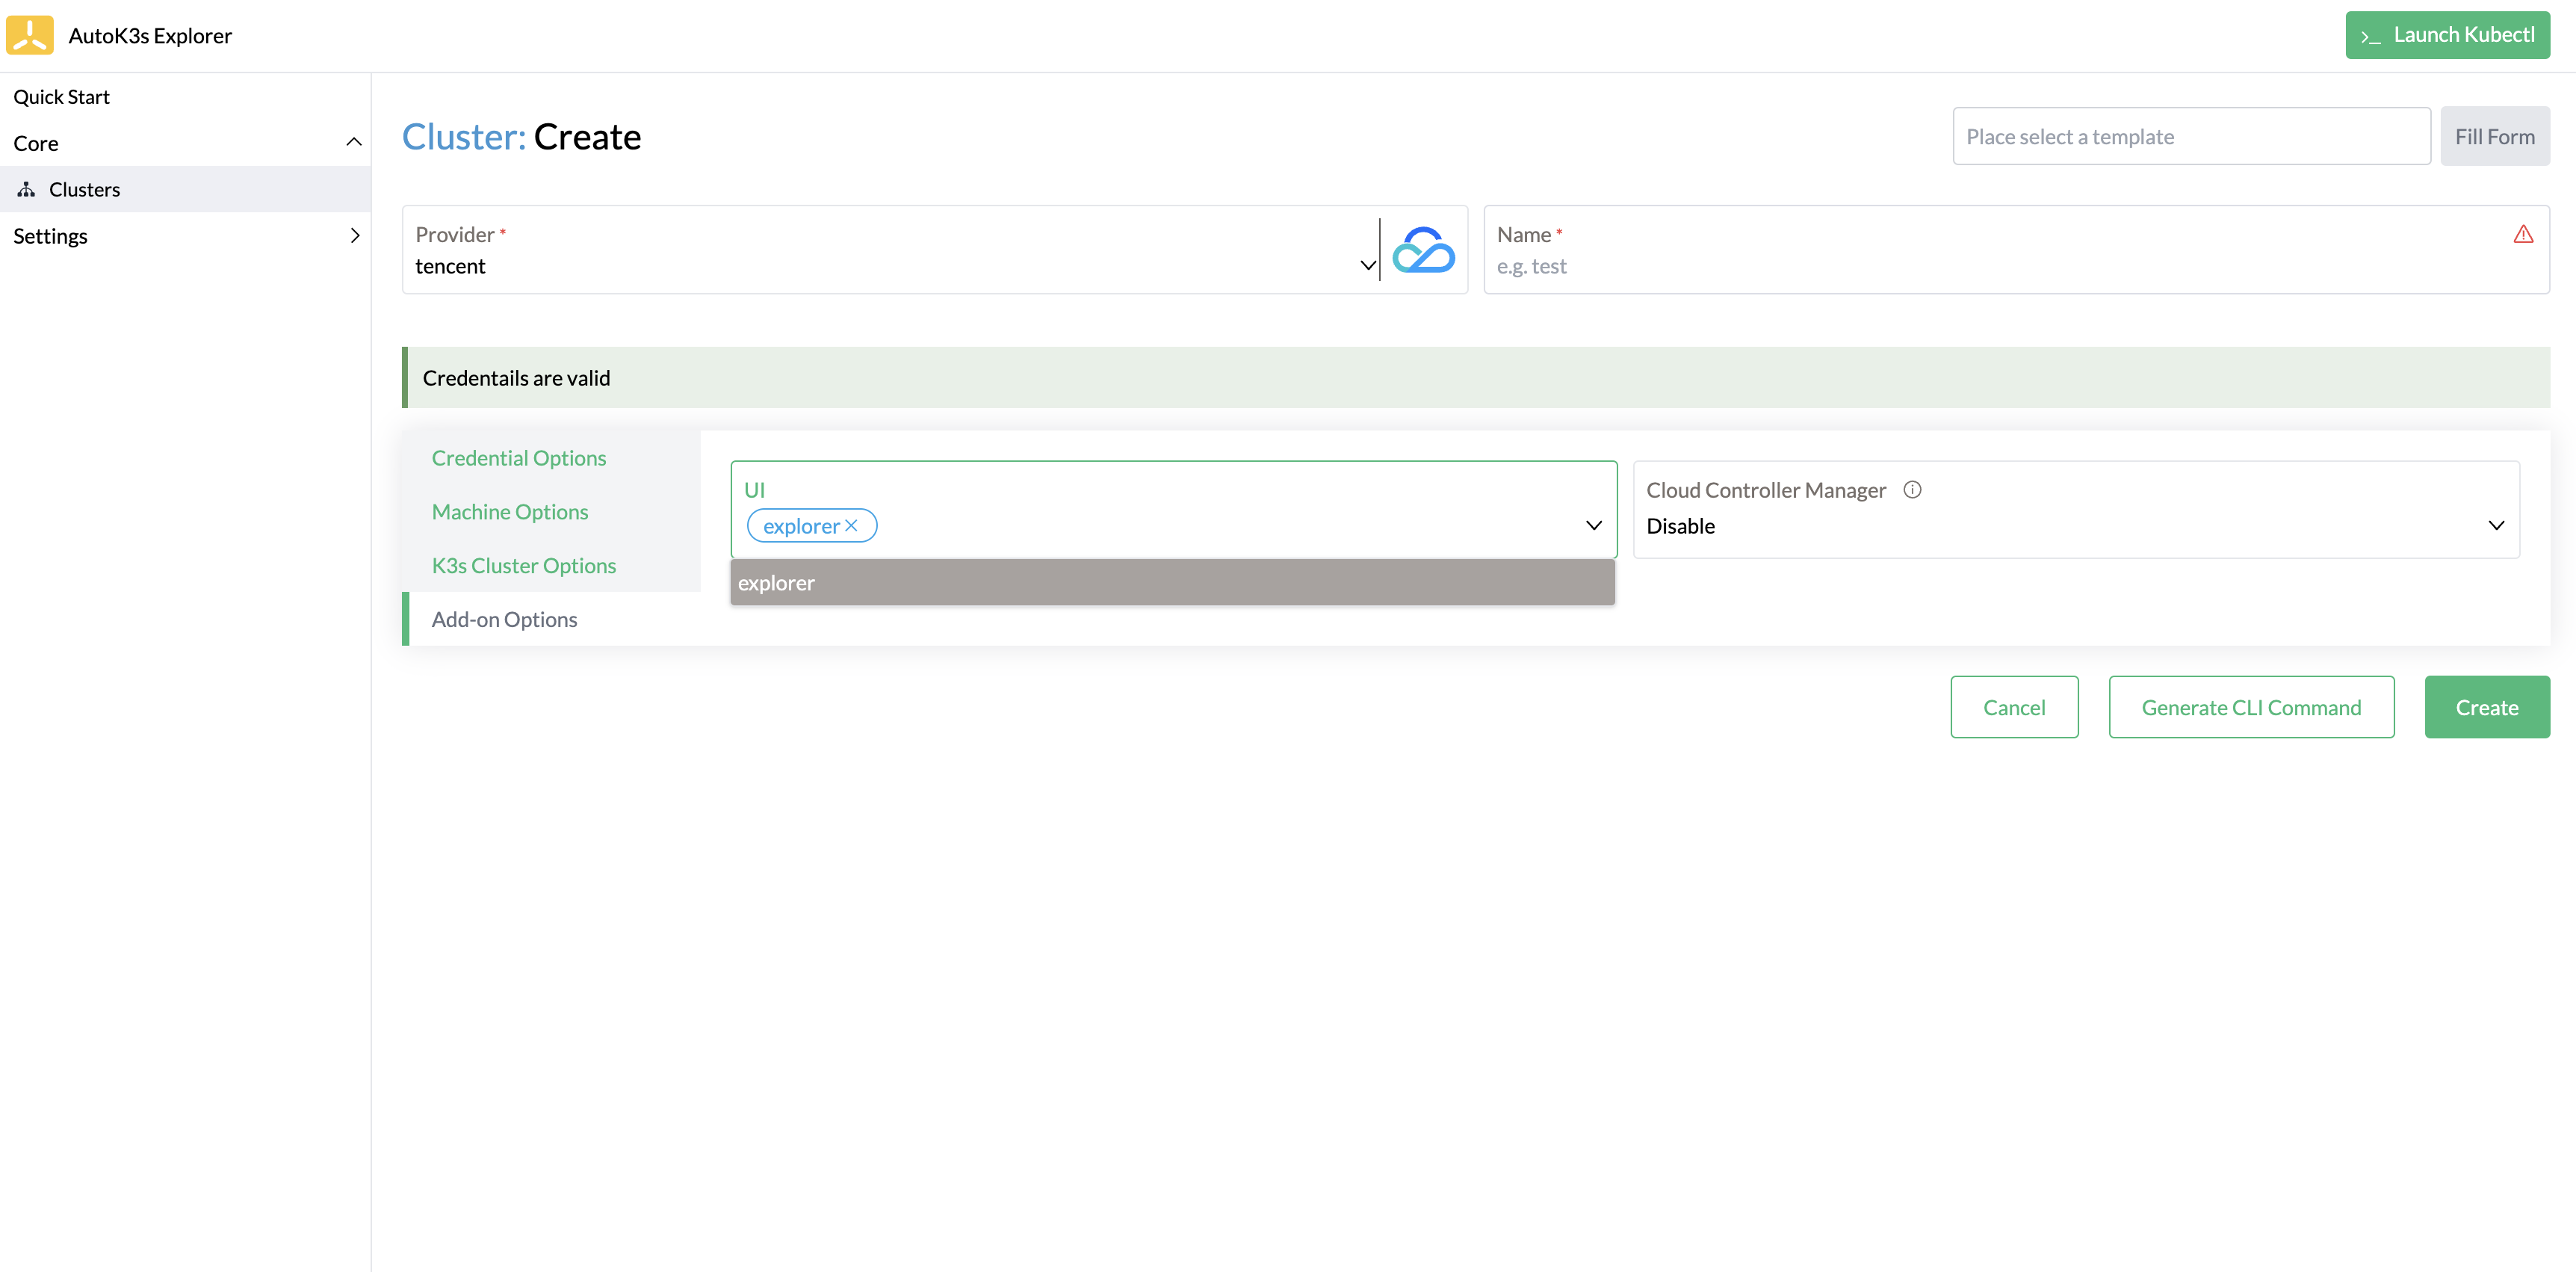 AutoK3s Explorer
>_ Launch Kubectl
Quick Start
Core
Clusters
Settings
Cluster: Create
Place select a template
Fill Form
Provider *
tencent
Name *
e.g. test
Credentails are valid
Credential Options
Machine Options
K3s Cluster Options
Add-on Options
UI
explorer
explorer
Cloud Controller Manager
Disable
Cancel
Generate CLI Command
Create